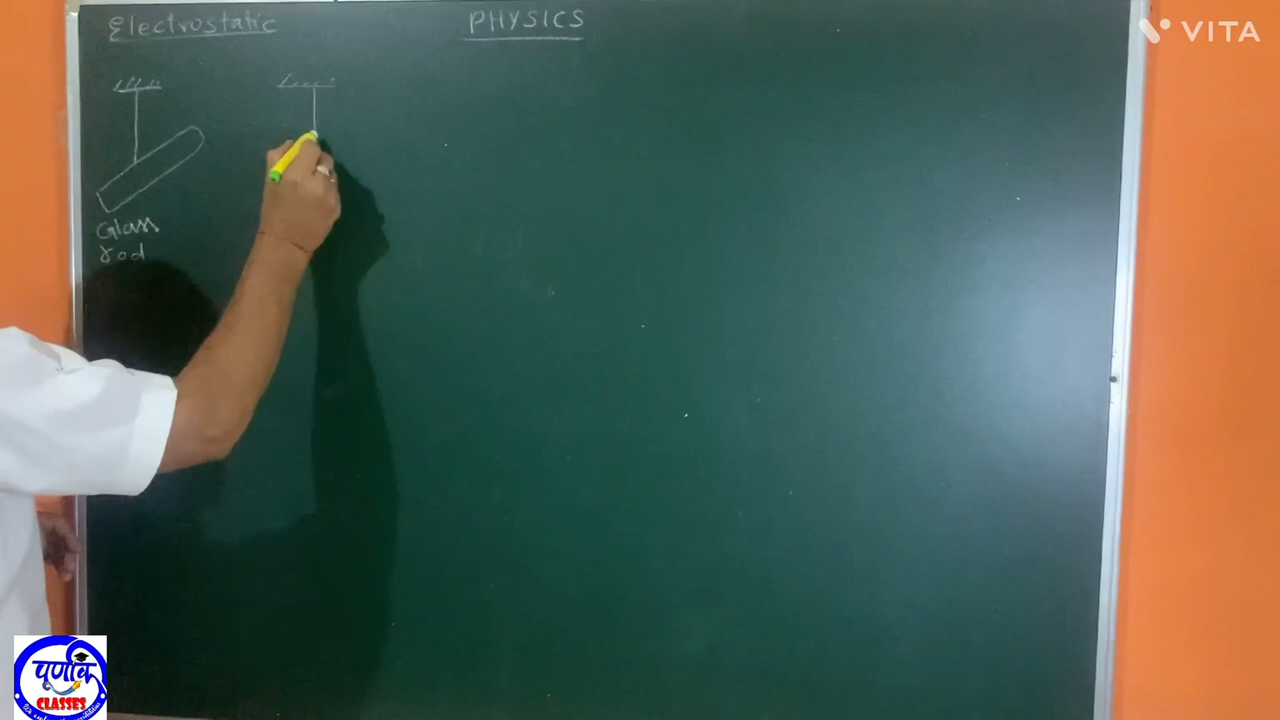 Electrostatic
PHYSICS
VITA
Glass
rod
पूर्णांक
CLASSES